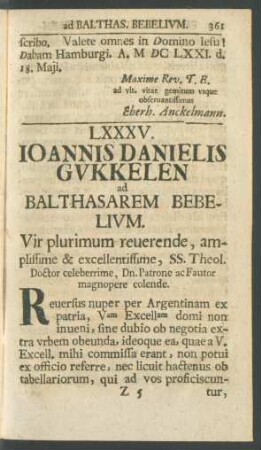 ad BALTHAS. BEBELIVM. 361
scribo. Valete omnes in Domino Iesu!
Dabam Hamburgi. A. M DC LXXI. d.
18. Maji.
Maxime Rev. T. E.
ad vlt. vitae terminum vsque
obseruantissimus
Eberh. Anckelmann.
LXXXV.
IOANNIS DANIELIS
GVKKELEN
ad
BALTHASAREM BEBE-
LIVM.
Vir plurimum reuerende, am-
plissime & excellentissime, SS. Theol.
Doctor celeberrime, Dn. Patrone ac Fautor
magnopere colende.
Reuersus nuper per Argentinam ex
patria, Vam Excellam domi non
inueni, sine dubio ob negotia ex-
tra vrbem obeunda, ideoque ea, quae a V.
Excell. mihi commissa erant, non potui
ex officio referre, nec licuit hactenus ob
tabellariorum, qui ad vos proficiscun-
Z 5 tur,